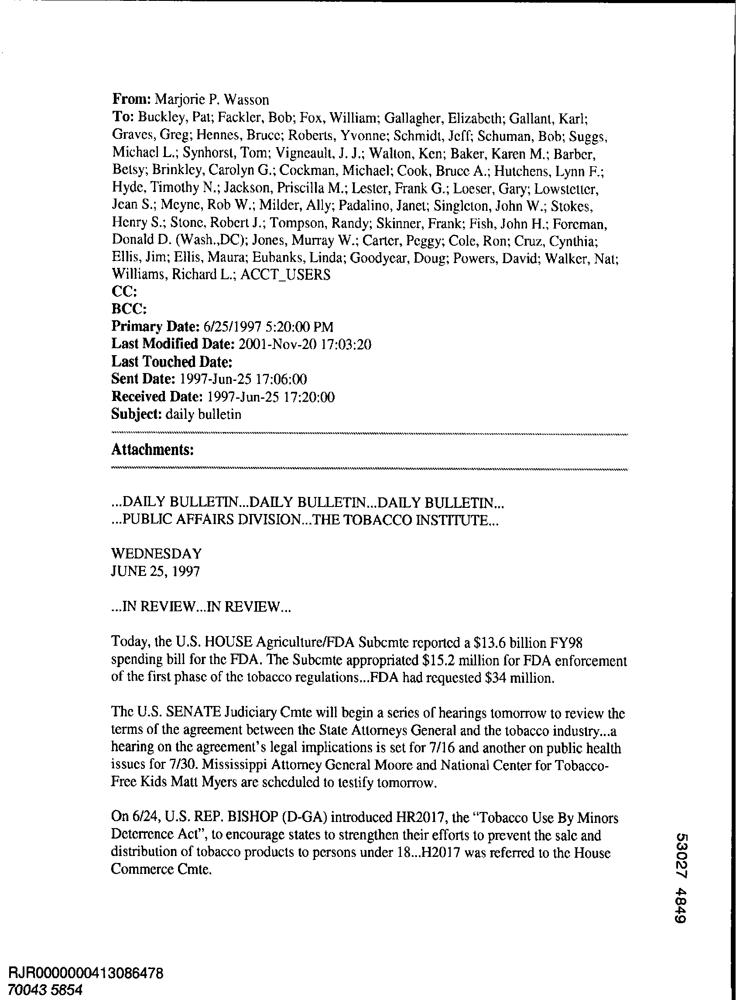 From: Marjorie P. Wasson
To: Buckley, Pat; Fackler, Bob; Fox, William; Gallagher, Elizabeth; Gallant, Karl;
Graves, Greg; Hennes, Bruce; Roberts, Yvonne; Schmidt, Jeff; Schuman, Bob; Suggs,
Michael L.; Synhorst, Tom; Vigneault, J. J.; Walton, Ken; Baker, Karen M.; Barber,
Betsy; Brinkley, Carolyn G.; Cockman, Michael; Cook, Bruce A.; Hutchens, Lynn F.;
Hyde, Timothy N.; Jackson, Priscilla M.; Lester, Frank G.; Loeser, Gary; Lowstetter,
Jean S.; Meyne, Rob W.; Milder, Ally; Padalino, Janet; Singleton, John W.; Stokes,
Henry S.; Stone, Robert J.; Tompson, Randy; Skinner, Frank; Fish, John H.; Foreman,
Donald D. (Wash.,DC); Jones, Murray W.; Carter, Peggy; Cole, Ron; Cruz, Cynthia;
Ellis, Jim; Ellis, Maura; Eubanks, Linda; Goodyear, Doug; Powers, David; Walker, Nat;
Williams, Richard L.; ACCT_USERS
CC:
BCC:
Primary Date: 6/25/1997 5:20:00 PM
Last Modified Date: 2001-Nov-20 17:03:20
Last Touched Date:
Sent Date: 1997-Jun-25 17:06:00
Received Date: 1997-Jun-25 17:20:00
Subject: daily bulletin
Attachments:
...DAILY BULLETIN...DAILY BULLETIN...DAILY BULLETIN...
...PUBLIC AFFAIRS DIVISION...THE TOBACCO INSTITUTE...
WEDNESDAY
JUNE 25, 1997
...IN REVIEW...IN REVIEW...
Today, the U.S. HOUSE Agriculture/FDA Subcmte reported a $13.6 billion FY98
spending bill for the FDA. The Subcmte appropriated $15.2 million for FDA enforcement
of the first phase of the tobacco regulations...FDA had requested $34 million.
The U.S. SENATE Judiciary Cmte will begin a series of hearings tomorrow to review the
terms of the agreement between the State Attorneys General and the tobacco industry...a
hearing on the agreement's legal implications is set for 7/16 and another on public health
issues for 7/30. Mississippi Attorney General Moore and National Center for Tobacco-
Free Kids Matt Myers are scheduled to testify tomorrow.
On 6/24, U.S. REP. BISHOP (D-GA) introduced HR2017, the "Tobacco Use By Minors
Deterrence Act", to encourage states to strengthen their efforts to prevent the sale and
distribution of tobacco products to persons under 18...H2017 was referred to the House
Commerce Cmte.
53027 4849
RJR0000000413086478
70043 5854